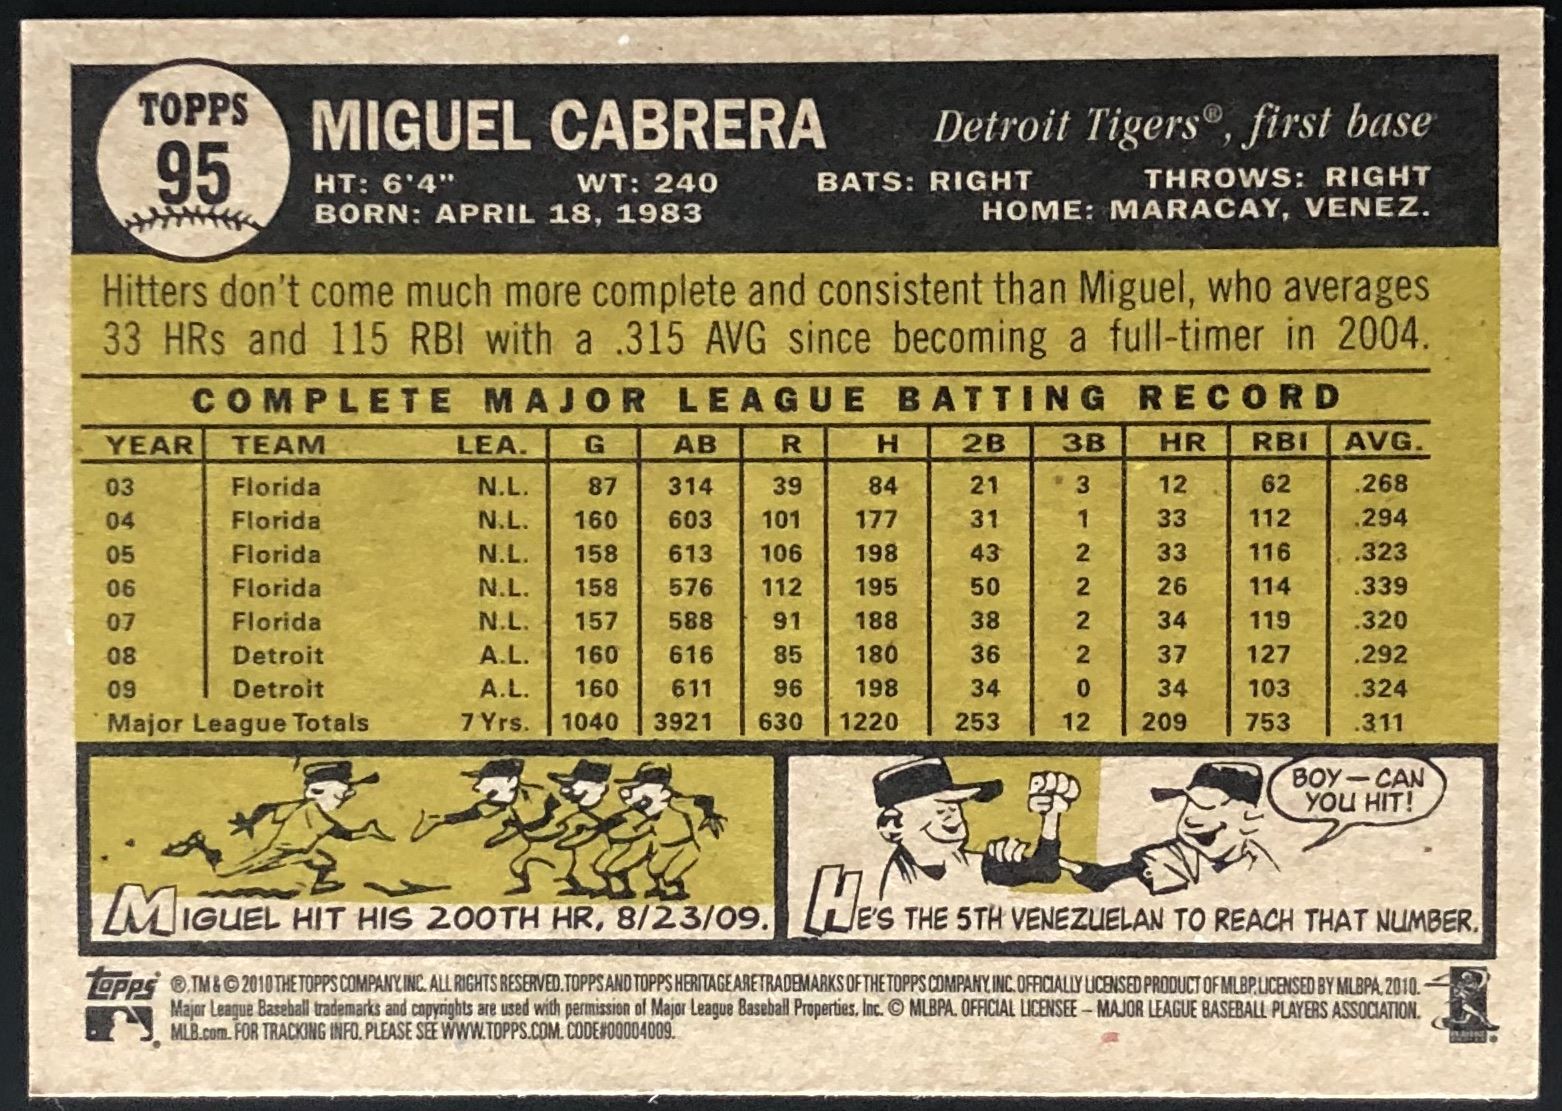 TOPPS
95
MIGUEL CABRERA
Detroit Tigers®, first base
HT: 6'4" WT: 240 BATS: RIGHT THROWS: RIGHT
BORN: APRIL 18, 1983 HOME: MARACAY, VENEZ.
Hitters don't come much more complete and consistent than Miguel, who averages
33 HRs and 115 RBI with a .315 AVG since becoming a full-timer in 2004.
COMPLETE MAJOR LEAGUE BATTING RECORD
YEAR TEAM LEA. G AB R H 2B 3B HR RBI AVG.
03 Florida N.L. 87 314 39 84 21 3 12 62 .268
04 Florida N.L. 160 603 101 177 31 1 33 112 .294
05 Florida N.L. 158 613 106 198 43 2 33 116 .323
06 Florida N.L. 158 576 112 195 50 2 26 114 .339
07 Florida N.L. 157 588 91 188 38 2 34 119 .320
08 Detroit A.L. 160 616 85 180 36 2 37 127 .292
09 Detroit A.L. 160 611 96 198 34 0 34 103 .324
Major League Totals 7 Yrs. 1040 3921 630 1220 253 12 209 753 .311
MIGUEL HIT HIS 200TH HR, 8/23/09.
BOY — CAN
YOU HIT!
HE'S THE 5TH VENEZUELAN TO REACH THAT NUMBER.
topps ®, TM & © 2010 THE TOPPS COMPANY, INC. ALL RIGHTS RESERVED. TOPPS AND TOPPS HERITAGE ARE TRADEMARKS OF THE TOPPS COMPANY, INC. OFFICIALLY LICENSED PRODUCT OF MLBP. LICENSED BY MLBPA, 2010.
Major League Baseball trademarks and copyrights are used with permission of Major League Baseball Properties, Inc. © MLBPA. OFFICIAL LICENSEE – MAJOR LEAGUE BASEBALL PLAYERS ASSOCIATION.
MLB.com. FOR TRACKING INFO, PLEASE SEE WWW.TOPPS.COM. CODE#00004009.